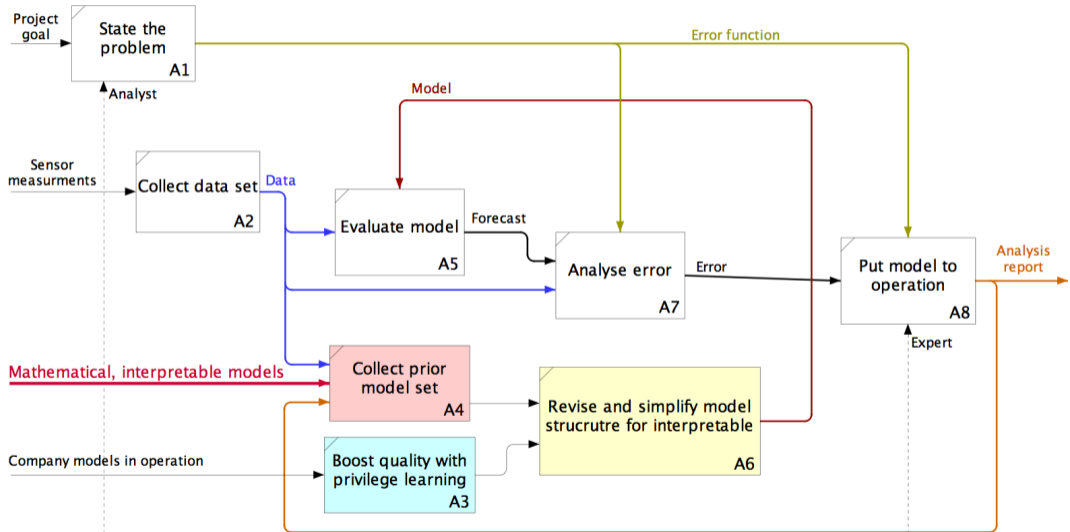 Project
goal
State the
problem
A1
Error function
Analyst
Model
Sensor
measurments
Collect data set
A2
Data
Evaluate model
A5
Forecast
Analyse error
A7
Error
Put model to
operation
A8
Analysis
report
Expert
Mathematical, interpretable models
Collect prior
model set
A4
Revise and simplify model
strucrutre for interpretable
A6
Company models in operation
Boost quality with
privilege learning
A3